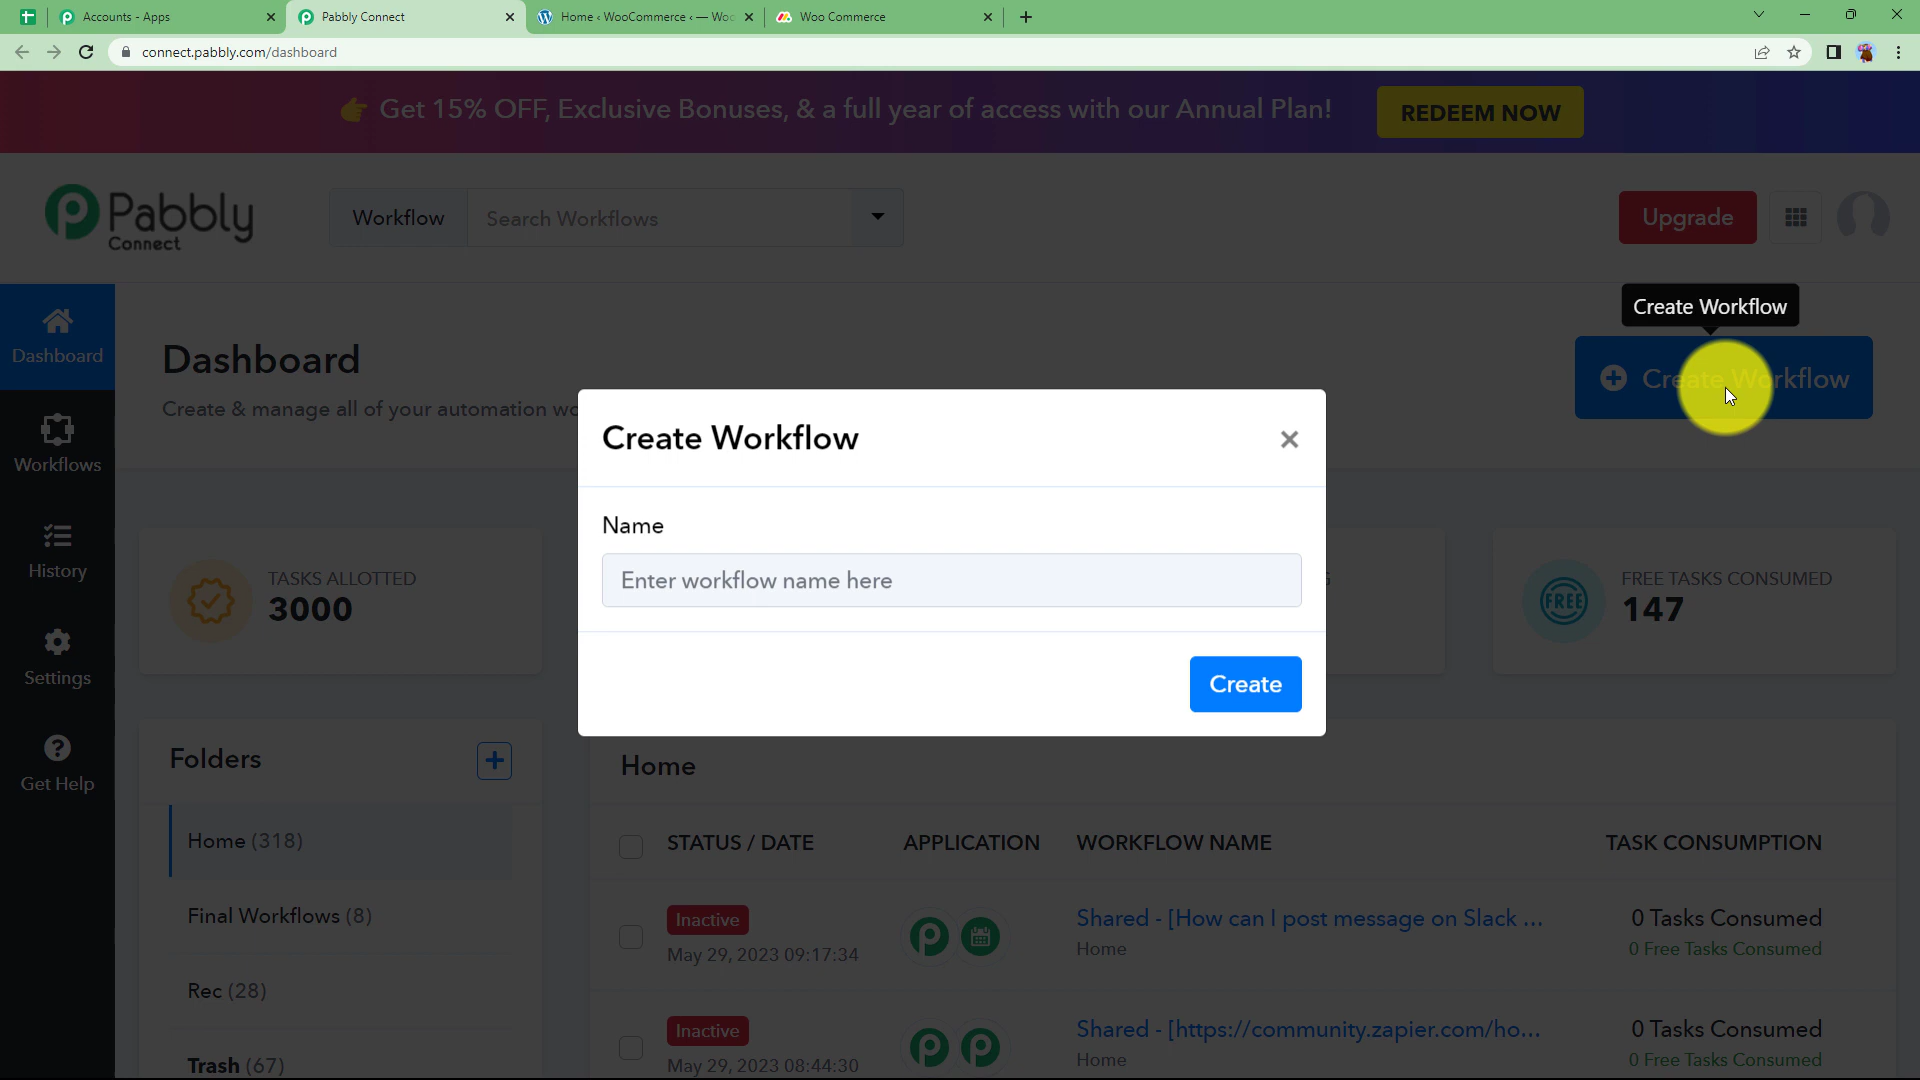 Accounts - Apps
Pabbly Connect
Home ‹ WooCommerce ‹ — Woo
Woo Commerce
connect.pabbly.com/dashboard
Get 15% OFF, Exclusive Bonuses, & a full year of access with our Annual Plan!
REDEEM NOW
Pabbly
Connect
Workflow
Search Workflows
Upgrade
Create Workflow
Dashboard
Dashboard
Create Workflow
Create & manage all of your automation wo
Create Workflow
Workflows
Name
Enter workflow name here
History
TASKS ALLOTTED
3000
G
FREE
FREE TASKS CONSUMED
147
Settings
Create
Get Help
Folders
Home
Home (318)
STATUS / DATE
APPLICATION
WORKFLOW NAME
TASK CONSUMPTION
Final Workflows (8)
Inactive
May 29, 2023 09:17:34
Shared - [How can I post message on Slack ...
Home
0 Tasks Consumed
0 Free Tasks Consumed
Rec (28)
Inactive
May 29, 2023 08:44:30
Shared - [https://community.zapier.com/ho...
Home
0 Tasks Consumed
0 Free Tasks Consumed
Trash (67)